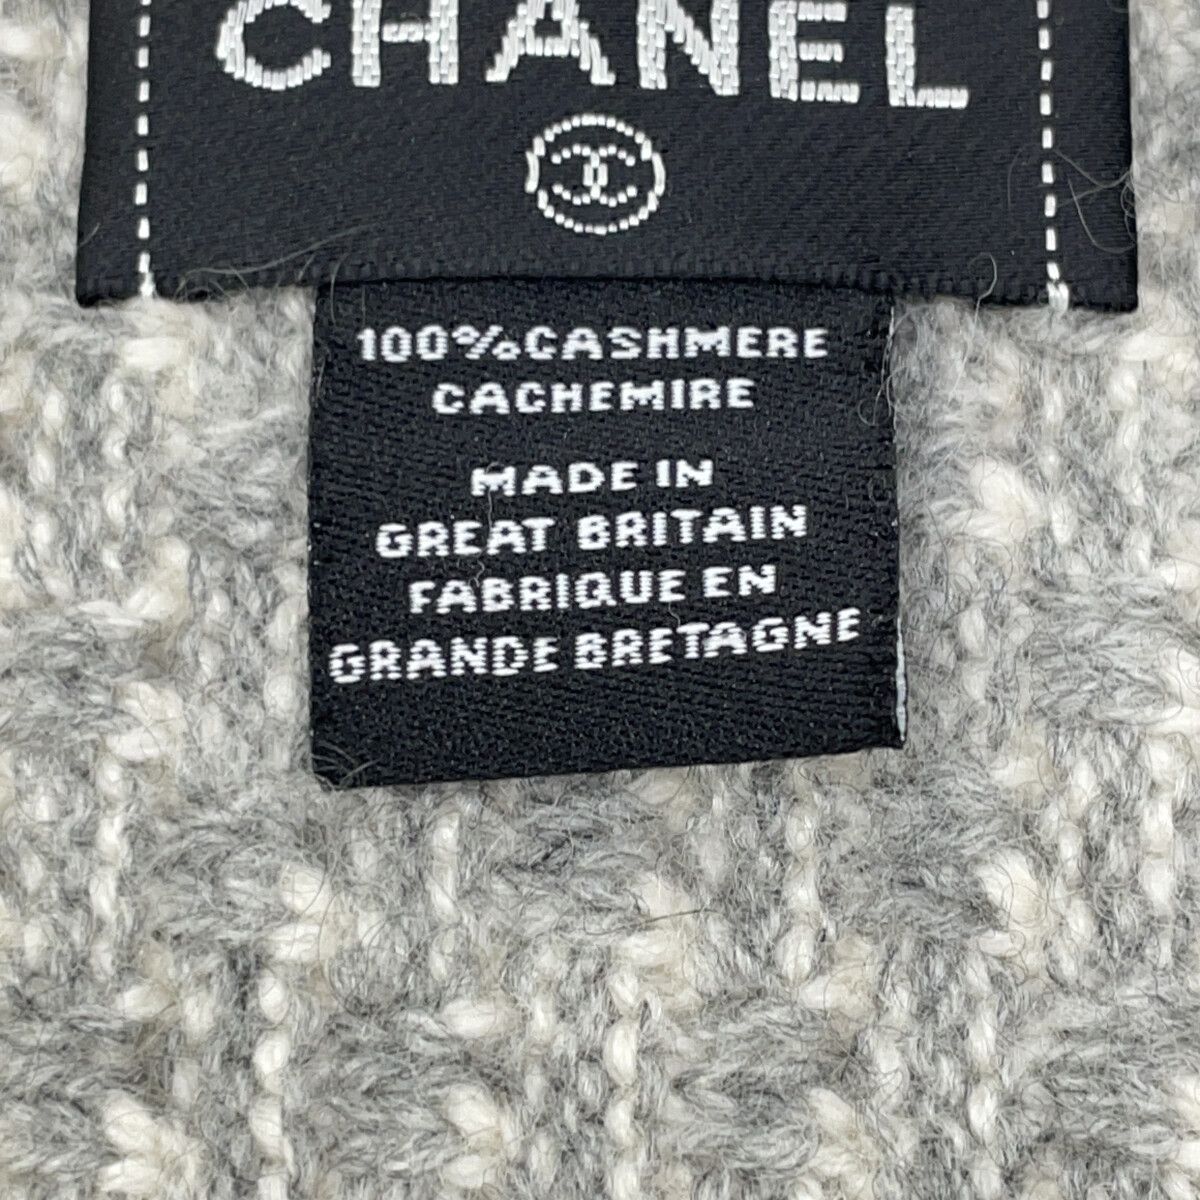 CHANEL
100%CASHMERE
CACHEMIRE
MADE IN
GREAT BRITAIN
FABRIQUE EN
GRANDE BRETAGNE